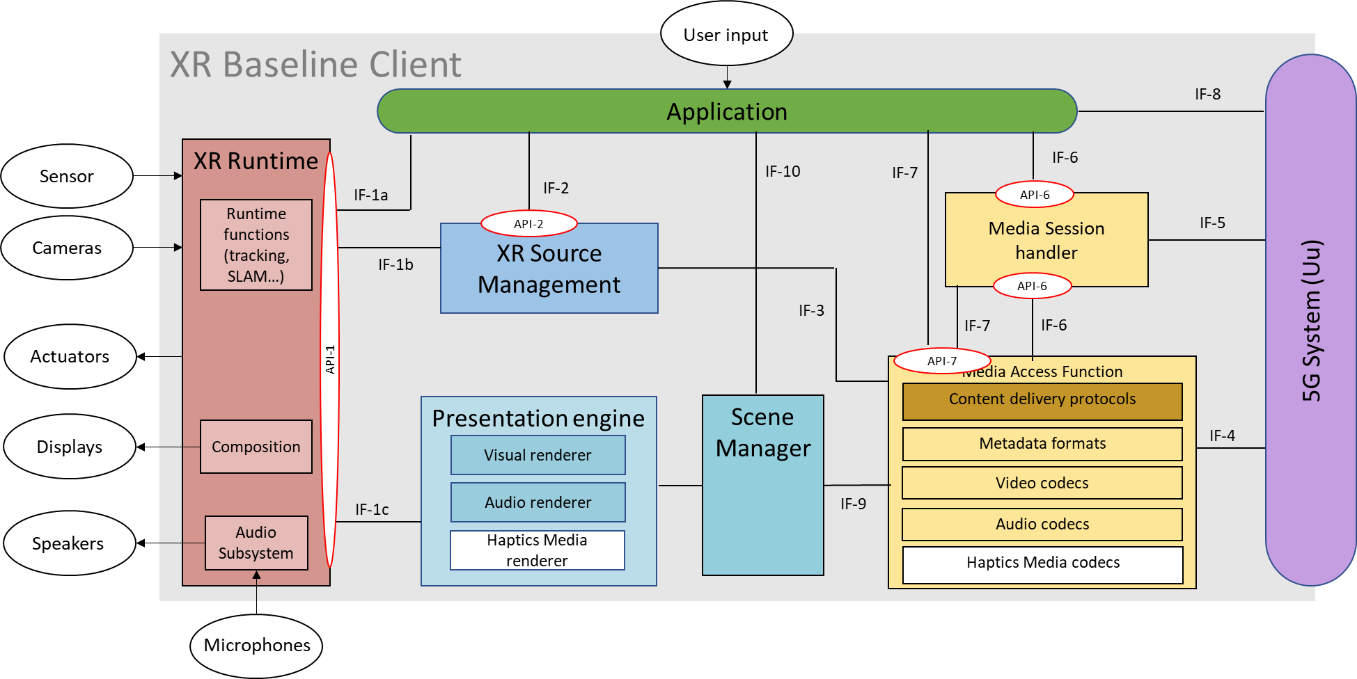 User input
XR Baseline Client
Application
IF-8
XR Runtime
Sensor
IF-1a
IF-2
IF-10
IF-7
IF-6
API-6
Runtime
functions
(tracking,
SLAM...)
API-2
Media Session
handler
IF-5
Cameras
IF-1b
XR Source
Management
API-6
5G System (Uu)
IF-3
IF-7
IF-6
Actuators
API-1
API-7
Media Access Function
Content delivery protocols
Presentation engine
Scene
Manager
Displays
Composition
Visual renderer
Metadata formats
IF-4
Audio renderer
Video codecs
IF-1c
IF-9
Speakers
Audio
Subsystem
Haptics Media
renderer
Audio codecs
Haptics Media codecs
Microphones